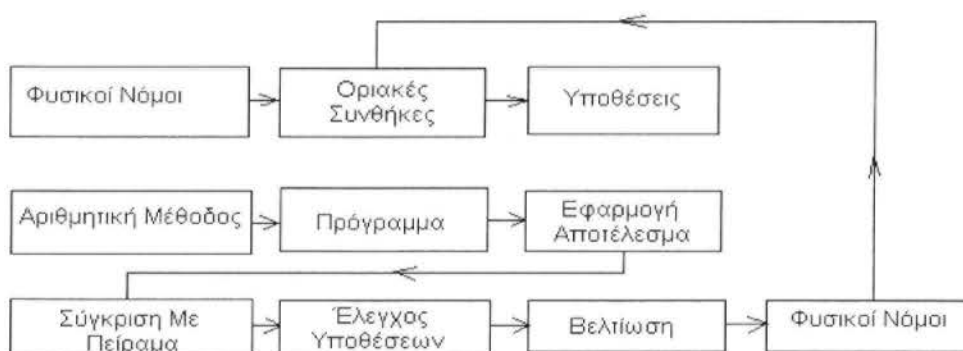 Φυσικοί Νόμοι
Οριακές
Συνθήκες
Υποθέσεις
Αριθμητική Μέθοδος
Πρόγραμμα
Εφαρμογή
Αποτέλεσμα
Σύγκριση Με
Πείραμα
Έλεγχος
Υποθέσεων
Βελτίωση
Φυσικοί Νόμοι